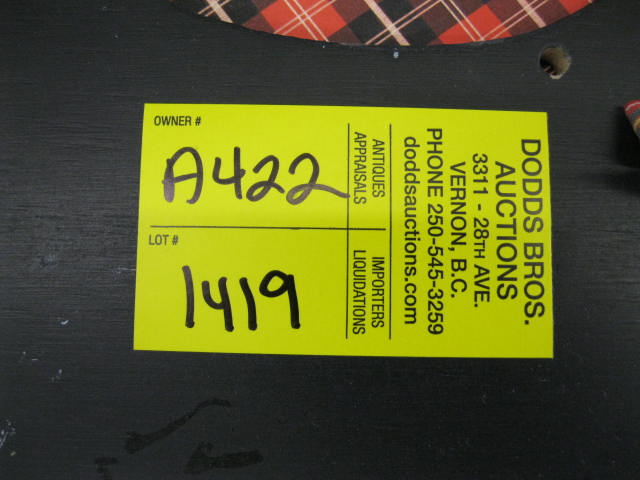 OWNER #
A422
LOT #
1419
ANTIQUES
APPRAISALS
IMPORTERS
LIQUIDATIONS
DODDS BROS.
AUCTIONS
3311 - 28TH AVE.
VERNON, B.C.
PHONE 250-545-3259
doddsauctions.com